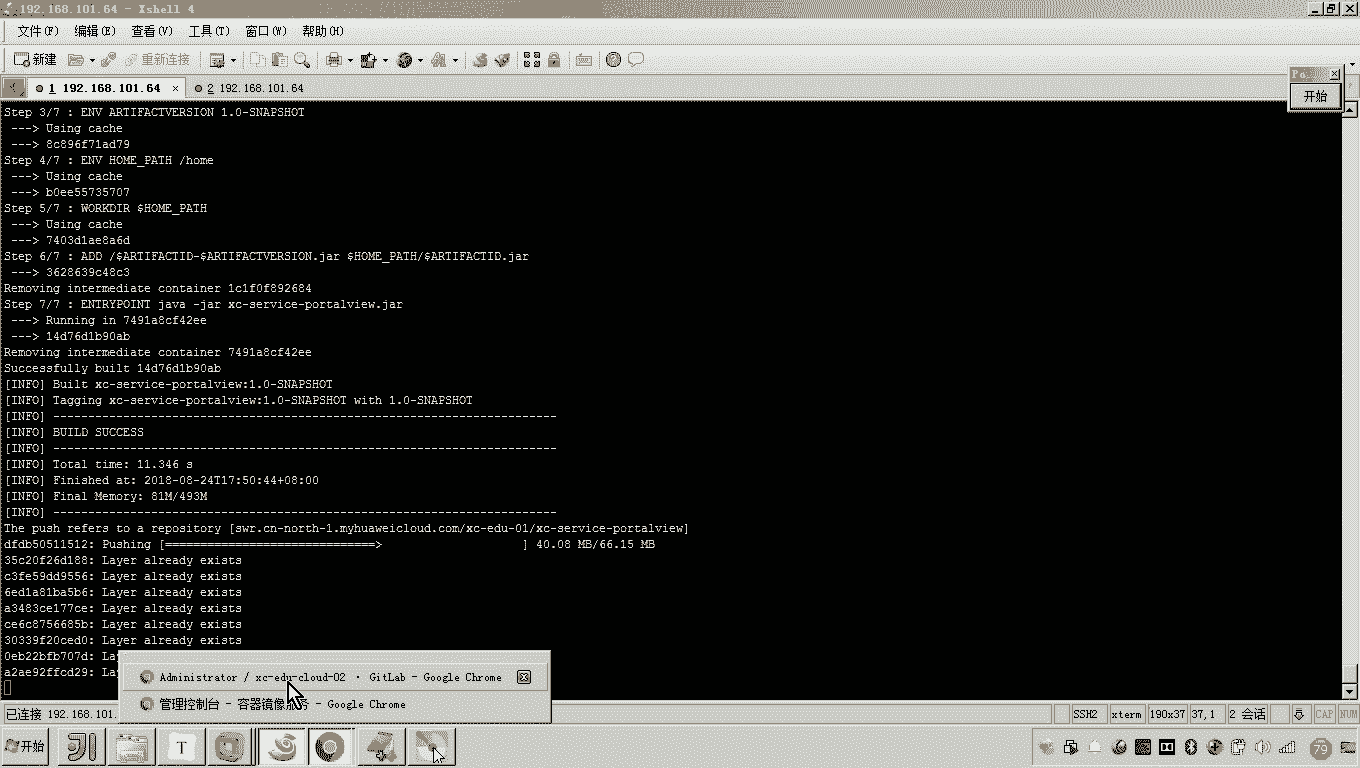 192.168.101.64 - Xshell 4
文件(F) 编辑(E) 查看(V) 工具(T) 窗口(W) 帮助(H)
新建 重新连接
1 192.168.101.64 × 2 192.168.101.64
开始
Step 3/7 : ENV ARTIFACTVERSION 1.0-SNAPSHOT
---> Using cache
---> 8c896f71ad79
Step 4/7 : ENV HOME_PATH /home
---> Using cache
---> b0ee55735707
Step 5/7 : WORKDIR $HOME_PATH
---> Using cache
---> 7403d1ae8a6d
Step 6/7 : ADD /$ARTIFACTID-$ARTIFACTVERSION.jar $HOME_PATH/$ARTIFACTID.jar
---> 3628639c48c3
Removing intermediate container 1c1f0f892684
Step 7/7 : ENTRYPOINT java -jar xc-service-portalview.jar
---> Running in 7491a8cf42ee
---> 14d76d1b90ab
Removing intermediate container 7491a8cf42ee
Successfully built 14d76d1b90ab
[INFO] Built xc-service-portalview:1.0-SNAPSHOT
[INFO] Tagging xc-service-portalview:1.0-SNAPSHOT with 1.0-SNAPSHOT
[INFO] ------------------------------------------------------------------------
[INFO] BUILD SUCCESS
[INFO] ------------------------------------------------------------------------
[INFO] Total time: 11.346 s
[INFO] Finished at: 2018-08-24T17:50:44+08:00
[INFO] Final Memory: 81M/493M
[INFO] ------------------------------------------------------------------------
The push refers to a repository [swr.cn-north-1.myhuaweicloud.com/xc-edu-01/xc-service-portalview]
dfdb50511512: Pushing [==============================> ] 40.08 MB/66.15 MB
35c20f26d188: Layer already exists
c3fe59dd9556: Layer already exists
6ed1a81ba5b6: Layer already exists
a3483ce177ce: Layer already exists
ce6c8756685b: Layer already exists
30339f20ced0: Layer already exists
0eb22bfb707d: La
a2ae92ffcd29: La
Administrator / xc-edu-cloud-02 · GitLab - Google Chrome
管理控制台 - 容器镜像服务 - Google Chrome
已连接 192.168.101. SSH2 xterm 190x37 37,1 2 会话 CAP NUM
开始 T 79